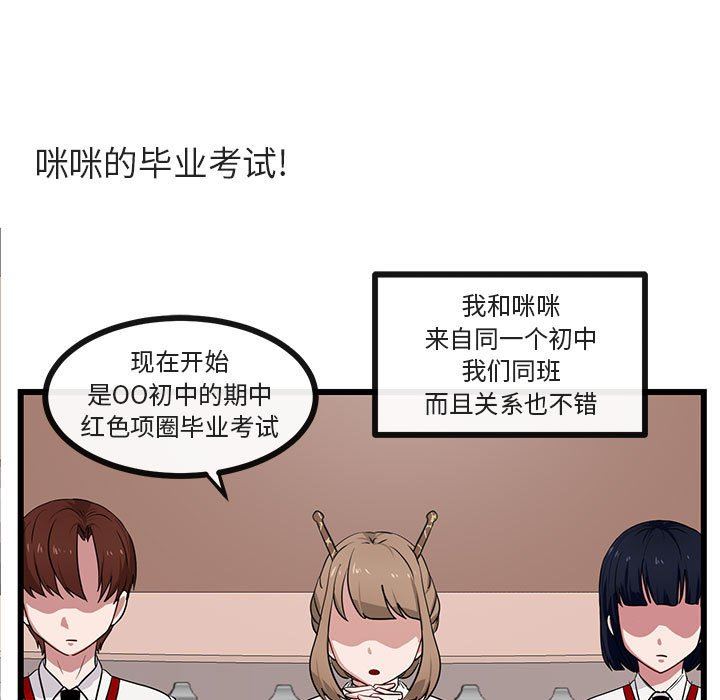 咪咪的毕业考试!
我和咪咪
来自同一个初中
我们同班
而且关系也不错
现在开始
是OO初中的期中
红色项圈毕业考试